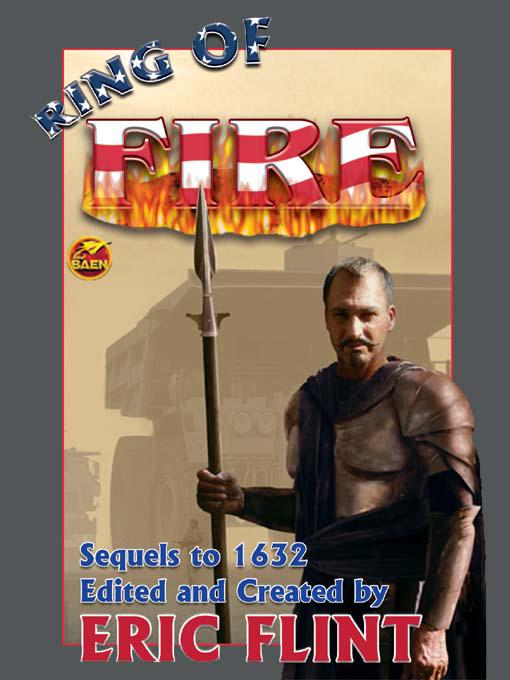 RING OF
FIRE
BAEN
Sequels to 1632
Edited and Created by
ERIC FLINT